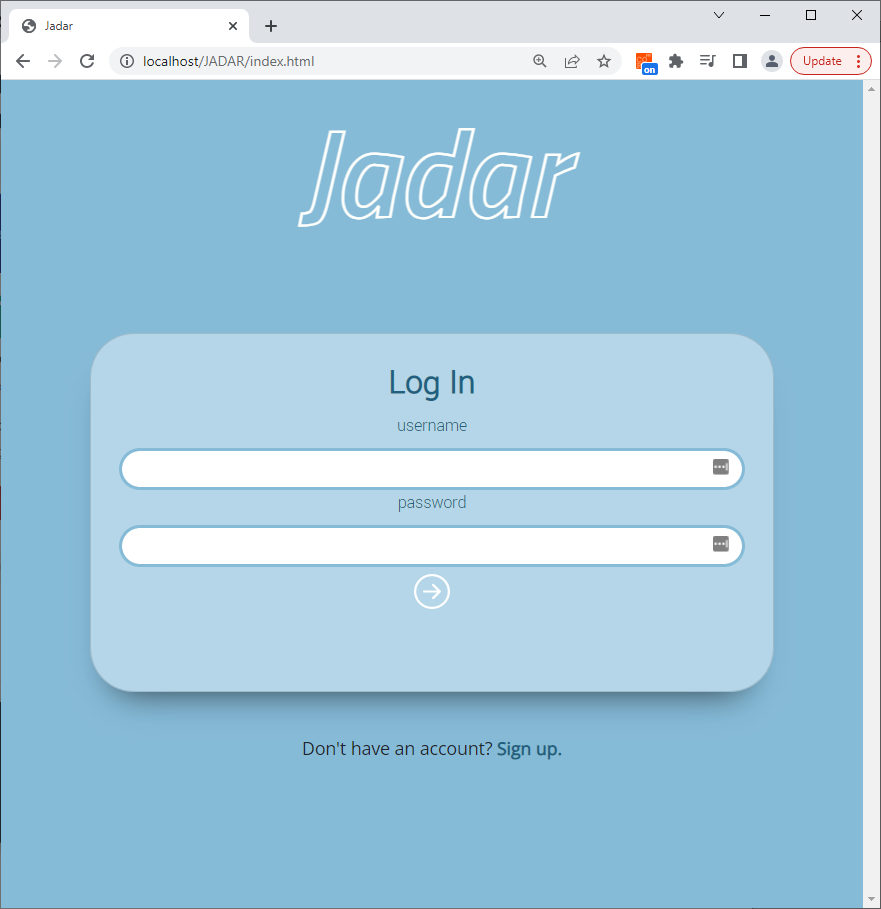 Jadar
localhost/JADAR/index.html
on
Update
Jadar
Log In
username
password
Don't have an account? Sign up.